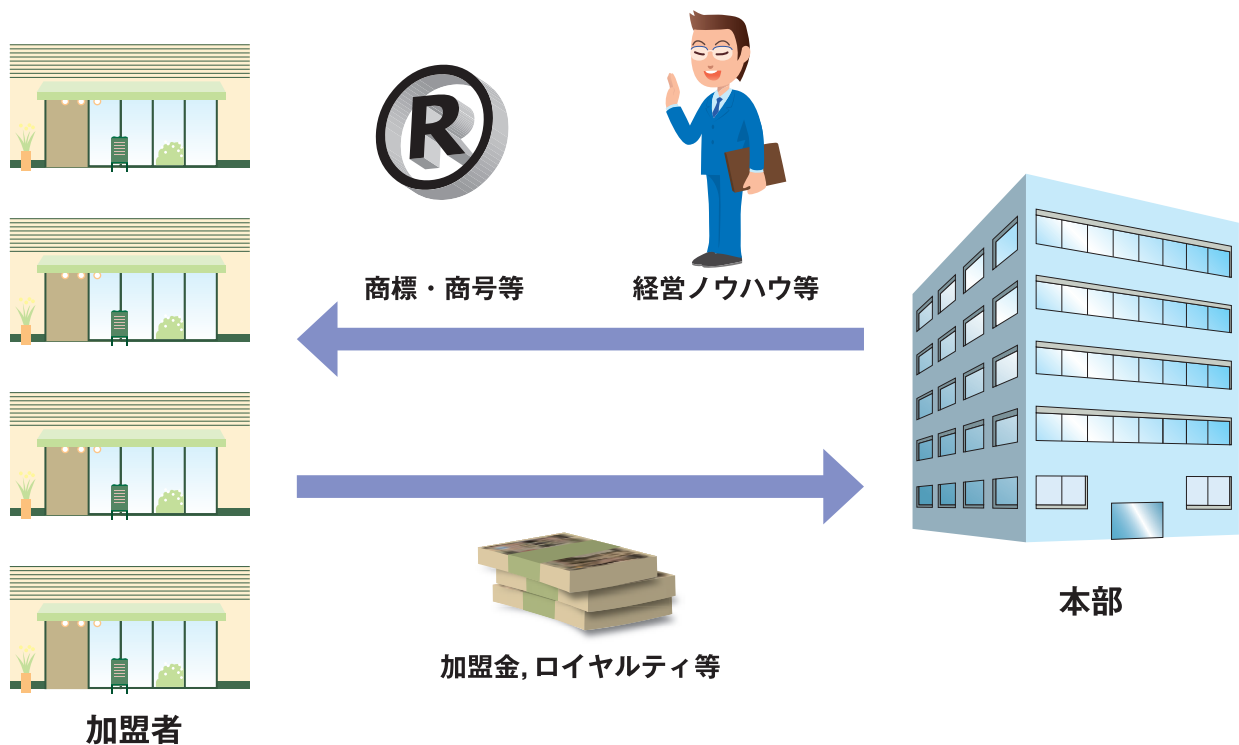 R
商標・商号等
経営ノウハウ等
加盟金, ロイヤルティ等
本部
加盟者